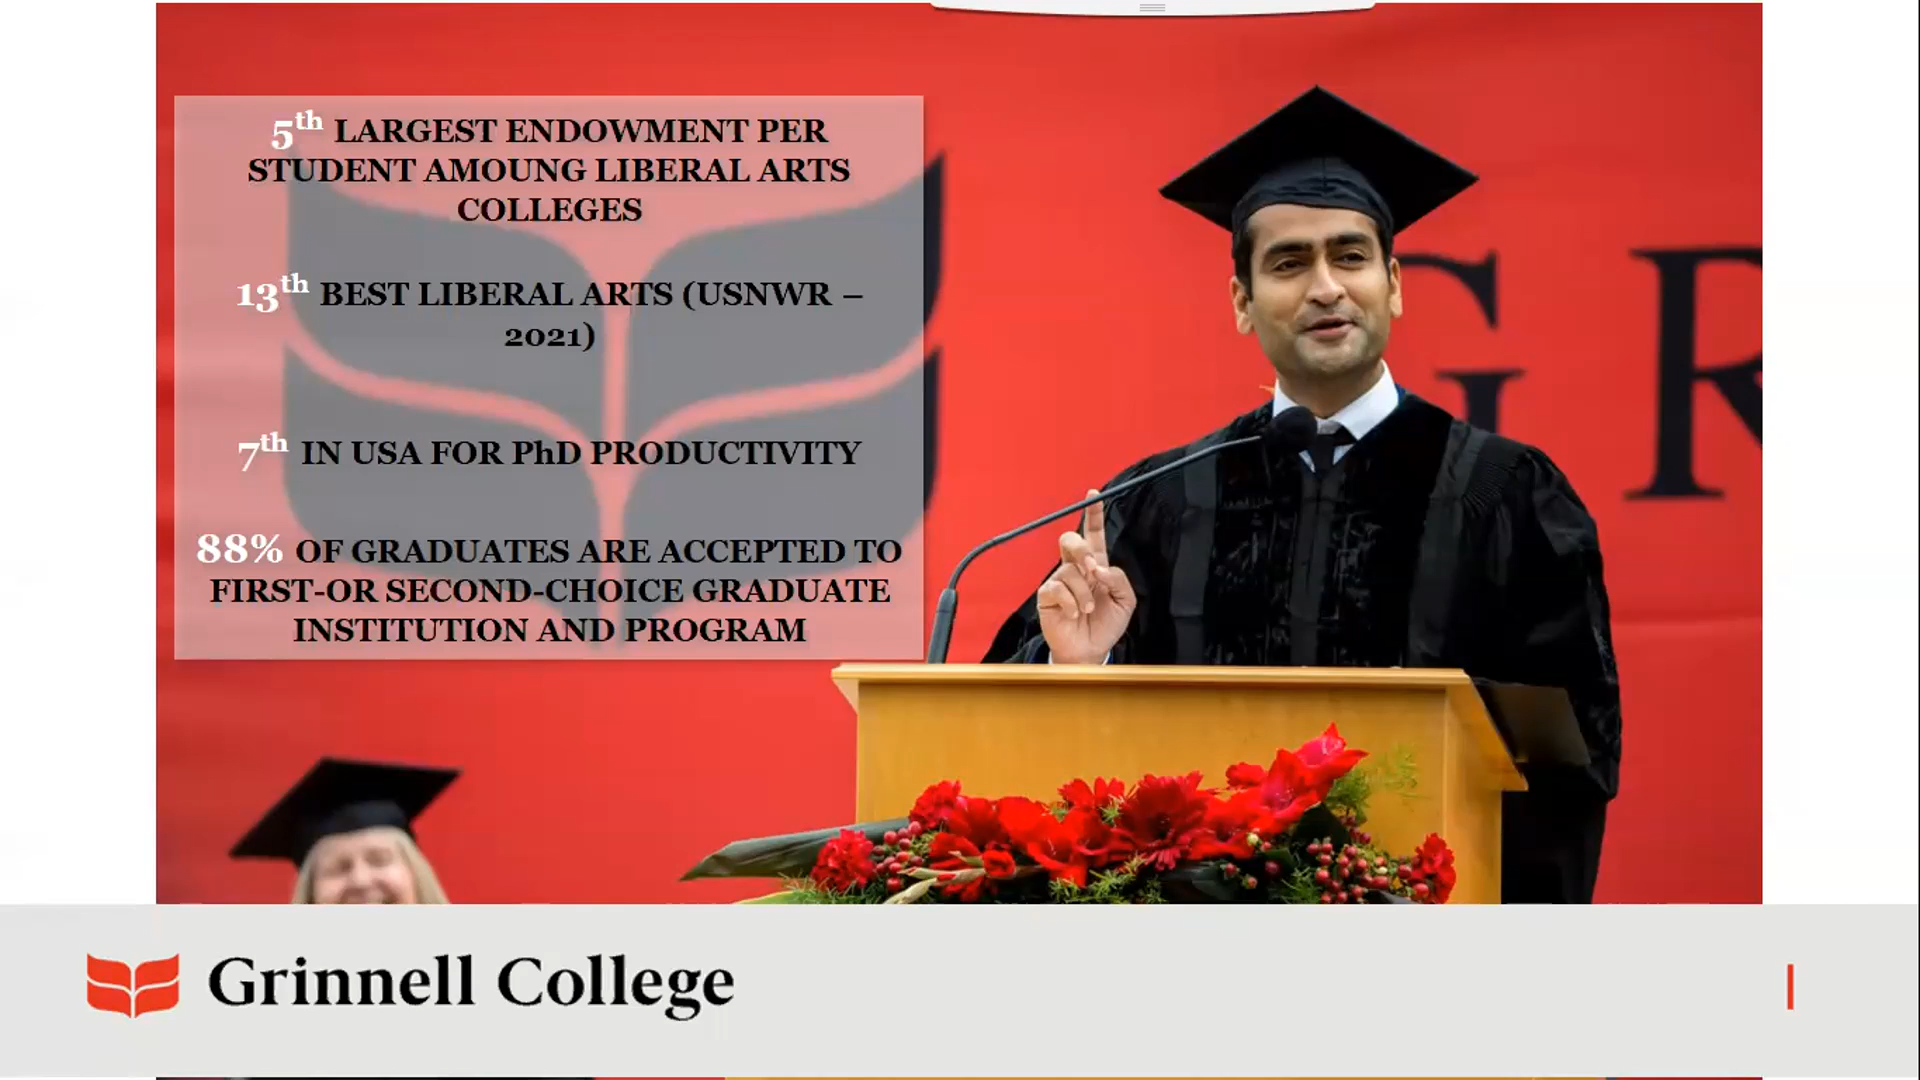 5th LARGEST ENDOWMENT PER
STUDENT AMOUNG LIBERAL ARTS
COLLEGES
13th BEST LIBERAL ARTS (USNWR –
2021)
7th IN USA FOR PhD PRODUCTIVITY
88% OF GRADUATES ARE ACCEPTED TO
FIRST-OR SECOND-CHOICE GRADUATE
INSTITUTION AND PROGRAM
G R
Grinnell College